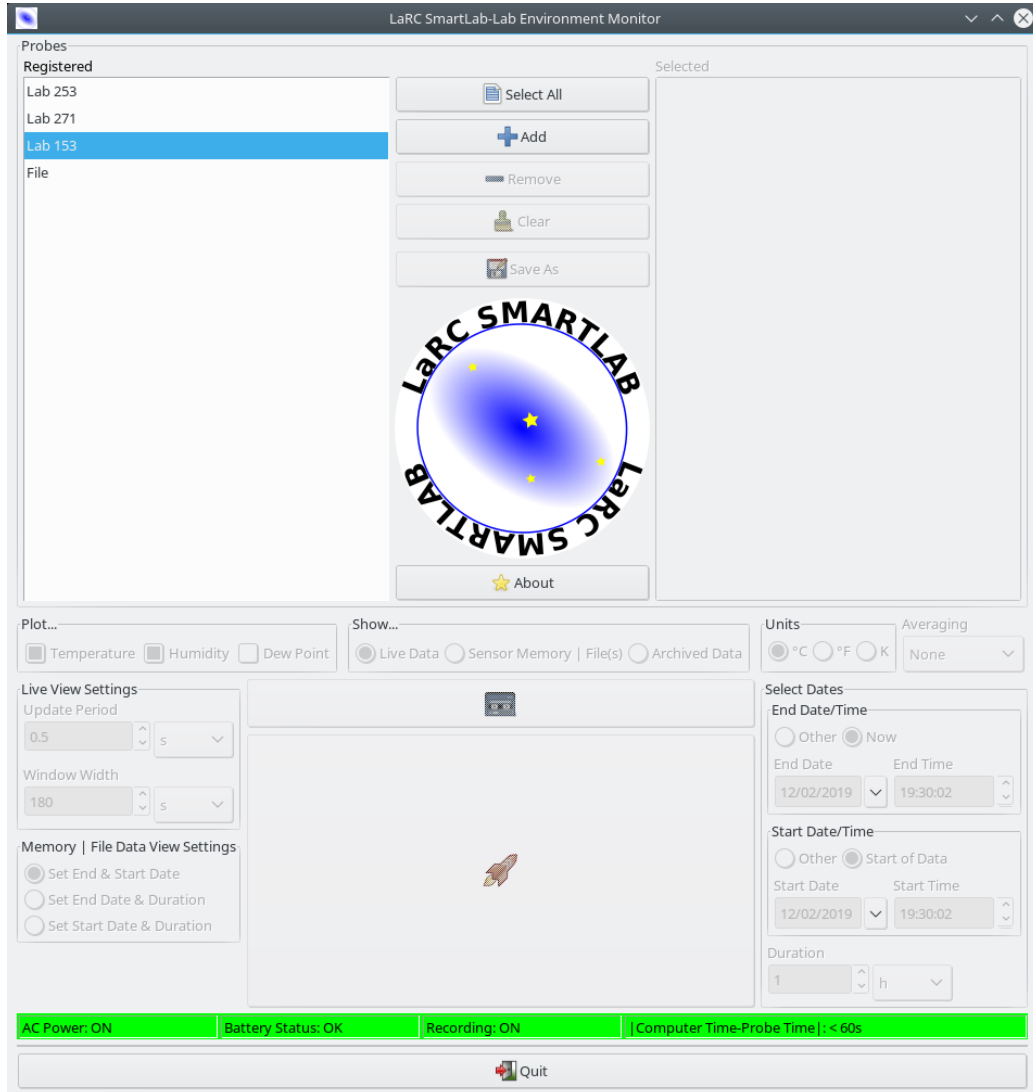 LaRC SmartLab-Lab Environment Monitor
Probes
Registered
Selected
Lab 253
Lab 271
Lab 153
File
Select All
Add
Remove
Clear
Save As
LaRC SMARTLAB
LaRC SMARTLAB
About
Plot...
Temperature Humidity Dew Point
Show...
Live Data Sensor Memory | File(s) Archived Data
Units
°C °F K
Averaging
None
Live View Settings
Update Period
0.5 s
Window Width
180 s
Memory | File Data View Settings
Set End & Start Date
Set End Date & Duration
Set Start Date & Duration
Select Dates
End Date/Time
Other Now
End Date End Time
12/02/2019 19:30:02
Start Date/Time
Other Start of Data
Start Date Start Time
12/02/2019 19:30:02
Duration
1 h
AC Power: ON Battery Status: OK Recording: ON |Computer Time-Probe Time|: < 60s
Quit